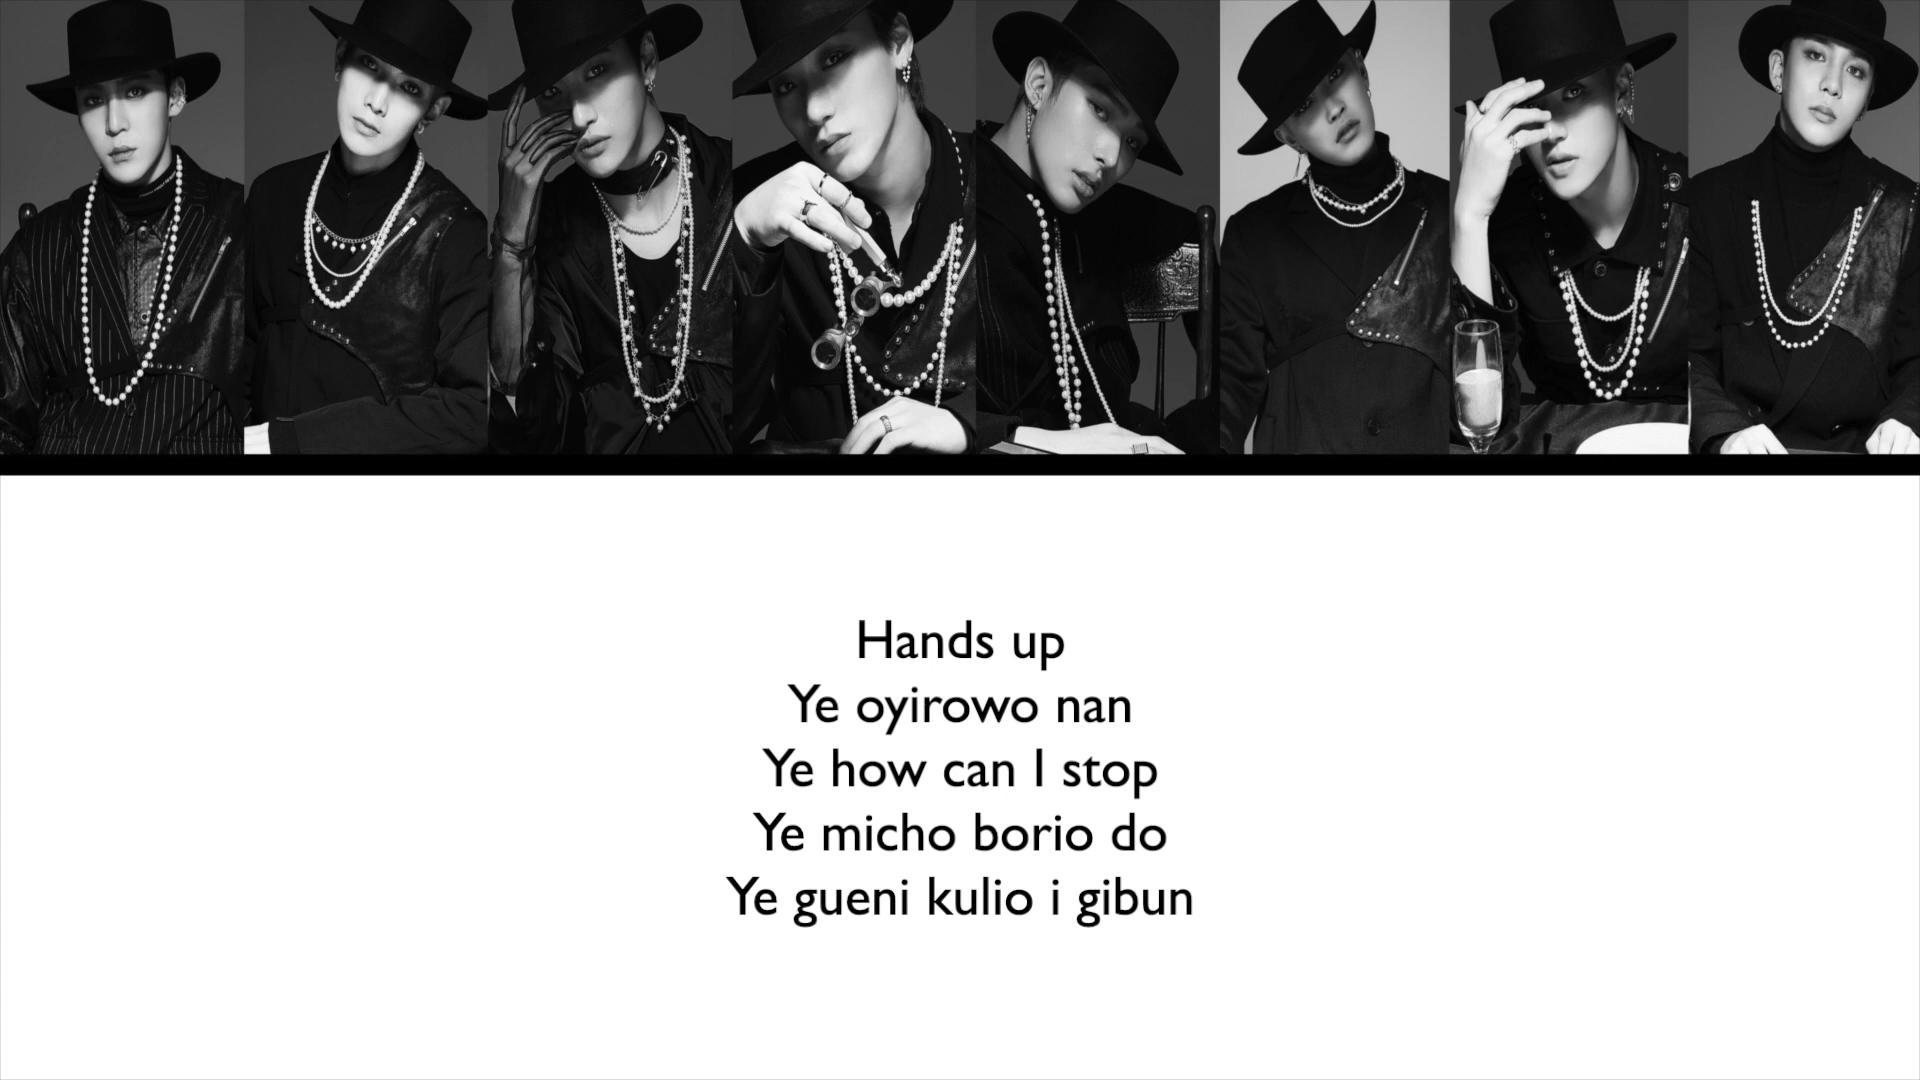 Hands up
Ye oyirowo nan
Ye how can I stop
Ye micho borio do
Ye gueni kulio i gibun